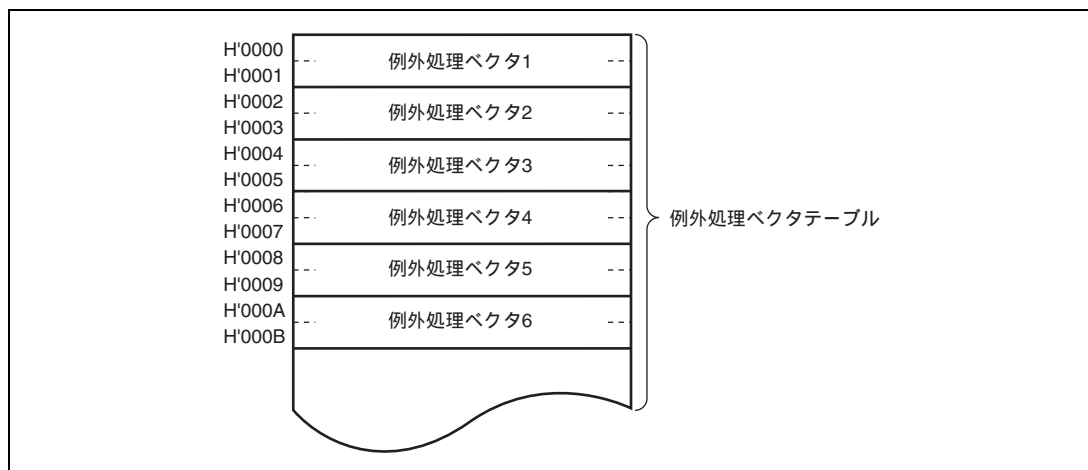 H'0000
例外処理ベクタ1
H'0001
H'0002
例外処理ベクタ2
H'0003
H'0004
例外処理ベクタ3
H'0005
H'0006
例外処理ベクタ4
例外処理ベクタテーブル
H'0007
H'0008
例外処理ベクタ5
H'0009
H'000A
例外処理ベクタ6
H'000B